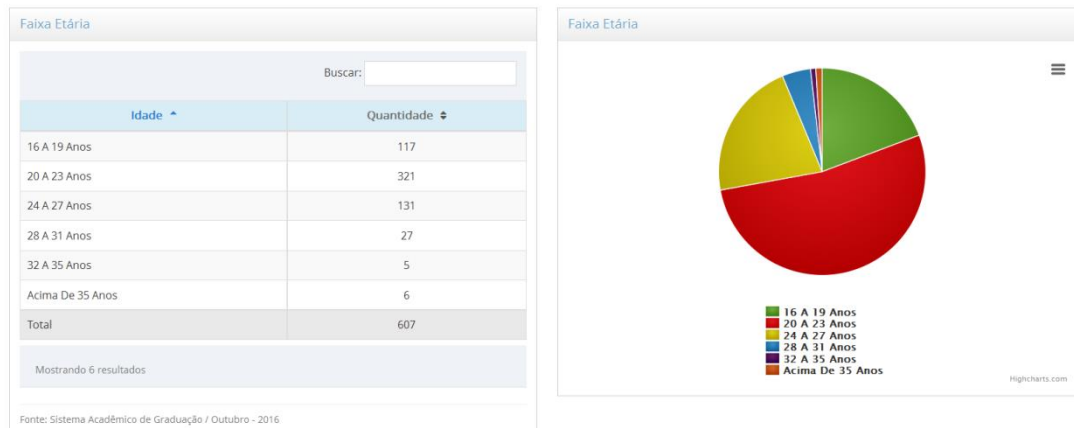 Faixa Etária
Buscar:
Idade Quantidade
16 A 19 Anos 117
20 A 23 Anos 321
24 A 27 Anos 131
28 A 31 Anos 27
32 A 35 Anos 5
Acima De 35 Anos 6
Total 607
Mostrando 6 resultados
Fonte: Sistema Acadêmico de Graduação / Outubro - 2016
Faixa Etária
16 A 19 Anos
20 A 23 Anos
24 A 27 Anos
28 A 31 Anos
32 A 35 Anos
Acima De 35 Anos
Highcharts.com